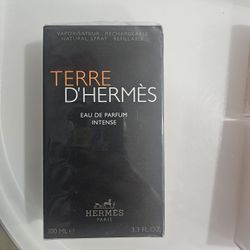 VAPORISATEUR . RECHARGEABLE
NATURAL SPRAY . REFILLABLE
TERRE
D'HERMÈS
EAU DE PARFUM
INTENSE
HERMÈS
PARIS
100 ML ℮ 3.3 FL.OZ.